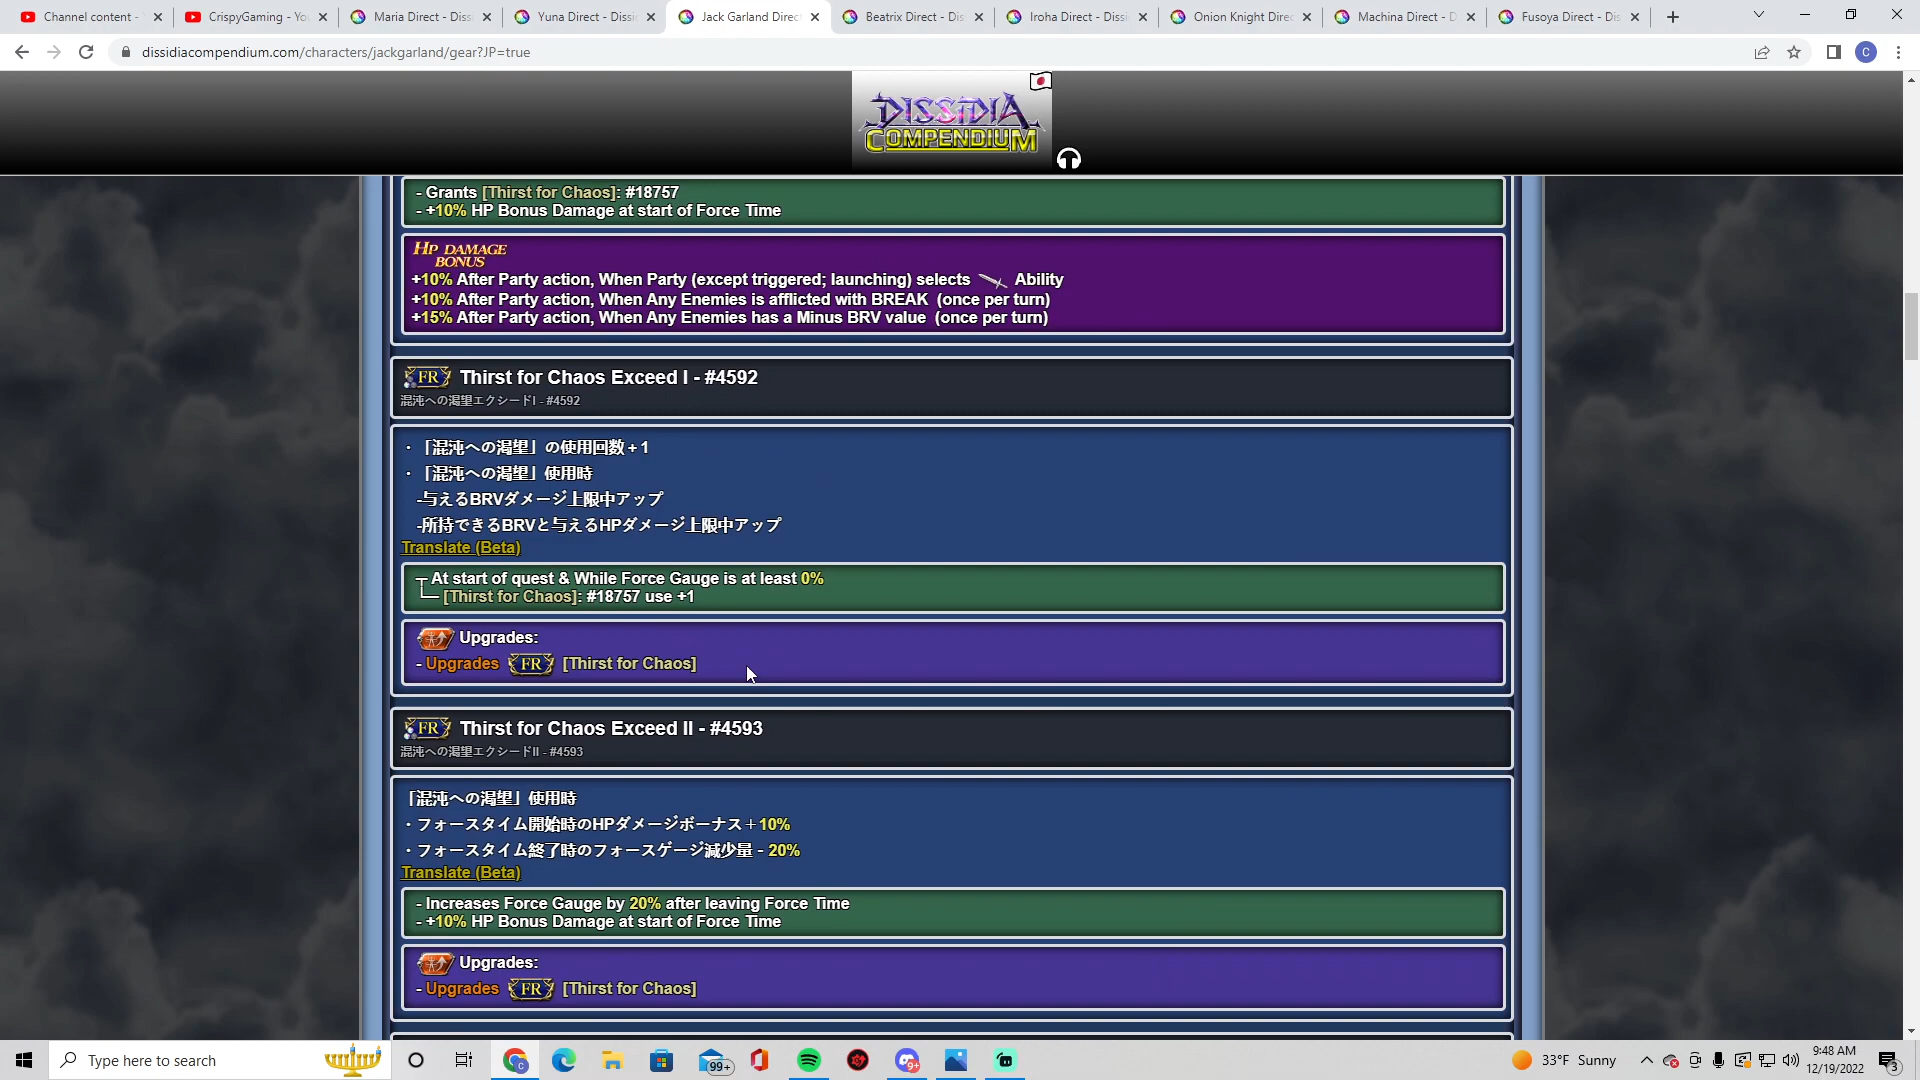 Channel content -
CrispyGaming - You
Maria Direct - Dissi
Yuna Direct - Dissi
Jack Garland Direct
Beatrix Direct - Dis
Iroha Direct - Dissi
Onion Knight Direc
Machina Direct - D
Fusoya Direct - Dis
dissidiacompendium.com/characters/jackgarland/gear?JP=true
C
DISSIDIA
COMPENDIUM
- Grants [Thirst for Chaos]: #18757
- +10% HP Bonus Damage at start of Force Time
HP DAMAGE
BONUS
+10% After Party action, When Party (except triggered; launching) selects Ability
+10% After Party action, When Any Enemies is afflicted with BREAK (once per turn)
+15% After Party action, When Any Enemies has a Minus BRV value (once per turn)
FR Thirst for Chaos Exceed I - #4592
混沌への渇望エクシードI - #4592
・「混沌への渇望」の使用回数＋1
・「混沌への渇望」使用時
-与えるBRVダメージ上限中アップ
-所持できるBRVと与えるHPダメージ上限中アップ
Translate (Beta)
At start of quest & While Force Gauge is at least 0%
[Thirst for Chaos]: #18757 use +1
Upgrades:
- Upgrades FR [Thirst for Chaos]
FR Thirst for Chaos Exceed II - #4593
混沌への渇望エクシードII - #4593
「混沌への渇望」使用時
・フォースタイム開始時のHPダメージボーナス＋10%
・フォースタイム終了時のフォースゲージ減少量 - 20%
Translate (Beta)
- Increases Force Gauge by 20% after leaving Force Time
- +10% HP Bonus Damage at start of Force Time
Upgrades:
- Upgrades FR [Thirst for Chaos]
Type here to search
99+
9+
33°F Sunny
9:48 AM
12/19/2022
3